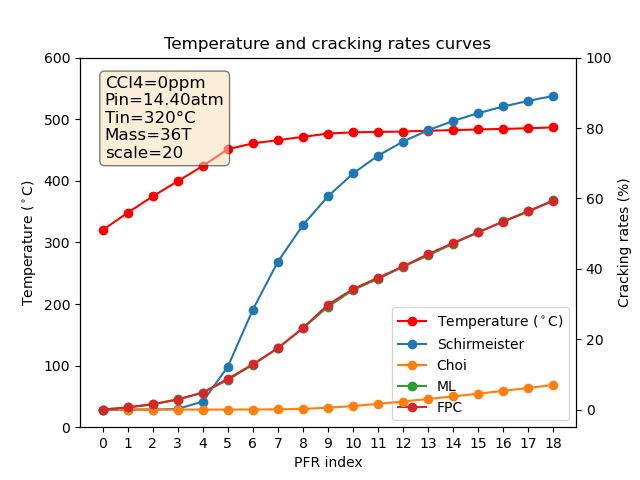 Temperature and cracking rates curves
CCl4=0ppm
Pin=14.40atm
Tin=320°C
Mass=36T
scale=20
Temperature (°C)
600
500
400
300
200
100
0
Cracking rates (%)
100
80
60
40
20
0
Temperature (°C)
Schirmeister
Choi
ML
FPC
0 1 2 3 4 5 6 7 8 9 10 11 12 13 14 15 16 17 18
PFR index